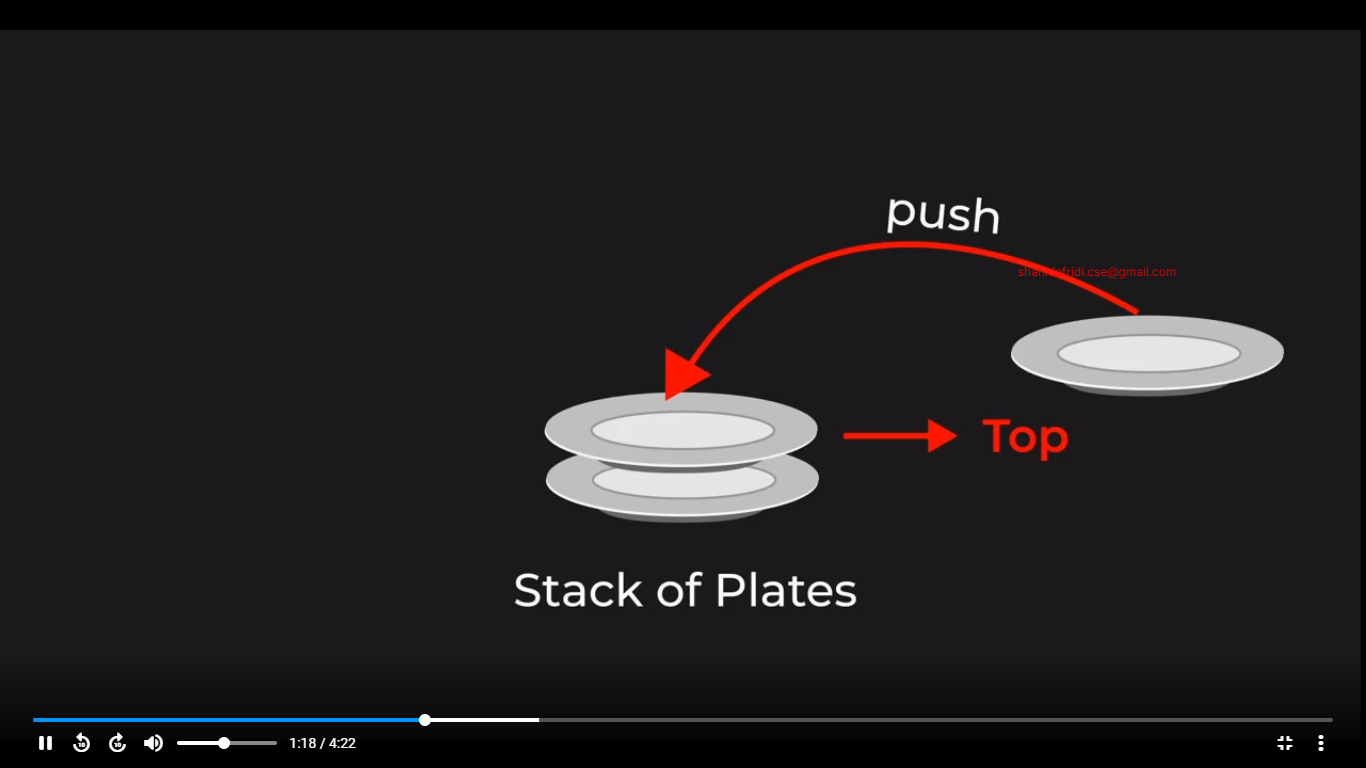 push
Top
Stack of Plates
1:18 / 4:22